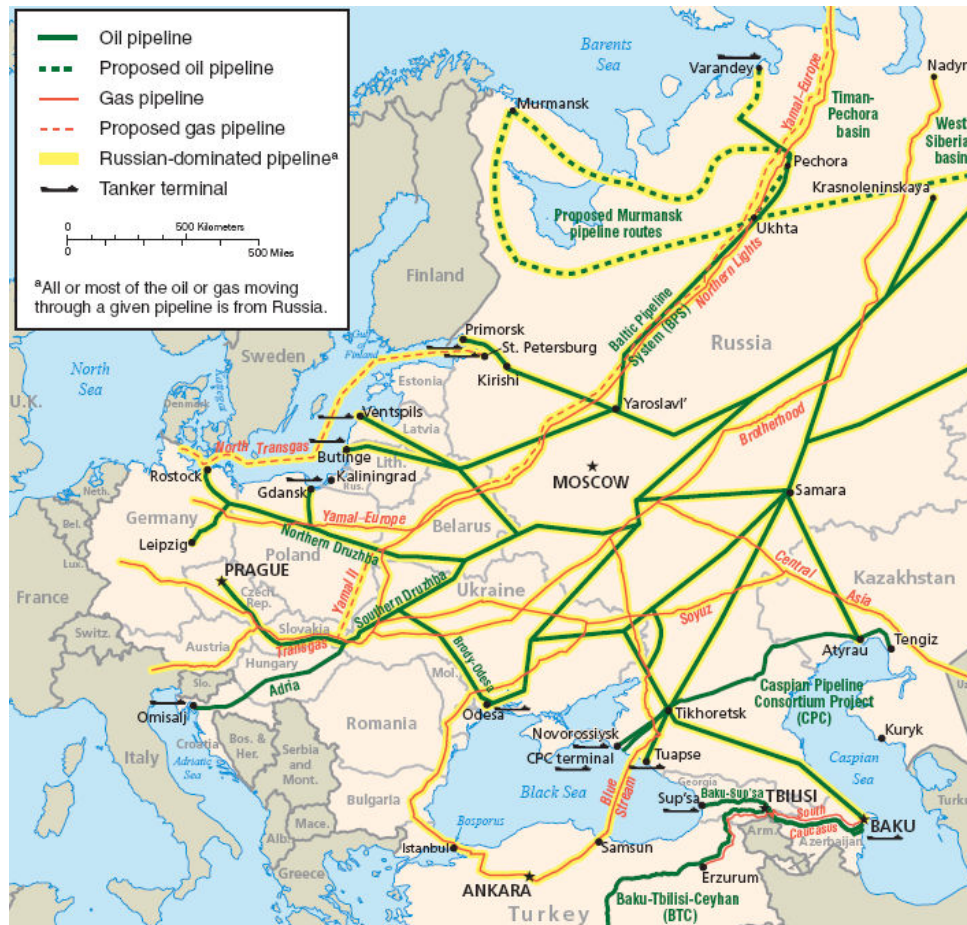 Oil pipeline
Proposed oil pipeline
Gas pipeline
Proposed gas pipeline
Russian-dominated pipelineᵃ
Tanker terminal
0 500 Kilometers
0 500 Miles
ᵃAll or most of the oil or gas moving
through a given pipeline is from Russia.
Barents
Sea
Varandey
Nadym
Murmansk
Yamal-Europe
Timan-
Pechora
basin
West
Siberian
basin
Pechora
Krasnoleninskaya
Proposed Murmansk
pipeline routes
Ukhta
Northern Lights
Finland
Baltic Pipeline
System (BPS)
Russia
Primorsk
Gulf
of
Finland
St. Petersburg
Sweden
North
Sea
Kirishi
Estonia
U.K.
Kattegat
Denmark
Yaroslavl'
Ventspils
Latvia
Brotherhood
North Transgas
Butinge
Lith.
Rostock
Kaliningrad
Rus.
MOSCOW
Gdansk
Samara
Neth.
Germany
Yamal-Europe
Belarus
Bel.
Leipzig
Northern Druzhba
Poland
Lux.
Central
Asia
Kazakhstan
PRAGUE
Yamal II
Southern Druzhba
Ukraine
France
Czech
Rep.
Soyuz
Slovakia
Transgas
Switz.
Austria
Hungary
Atyrau
Tengiz
Brody-Odesa
Mol.
Adria
Slo.
Caspian Pipeline
Consortium Project
(CPC)
Omisalj
Odesa
Tikhoretsk
Romania
Novorossiysk
Kuryk
Croatia
Bos. &
Her.
CPC terminal
Tuapse
Italy
Adriatic
Sea
Serbia
and
Mont.
Caspian
Sea
Blue
Stream
Black Sea
Georgia
Bulgaria
Baku-Sup'sa
TBILISI
Sup'sa
Turkm
South
Caucasus
Mace.
Bosporus
Alb.
BAKU
Arm.
Azerbaijan
Istanbul
Samsun
Greece
Erzurum
ANKARA
Baku-Tbilisi-Ceyhan
(BTC)
Turkey